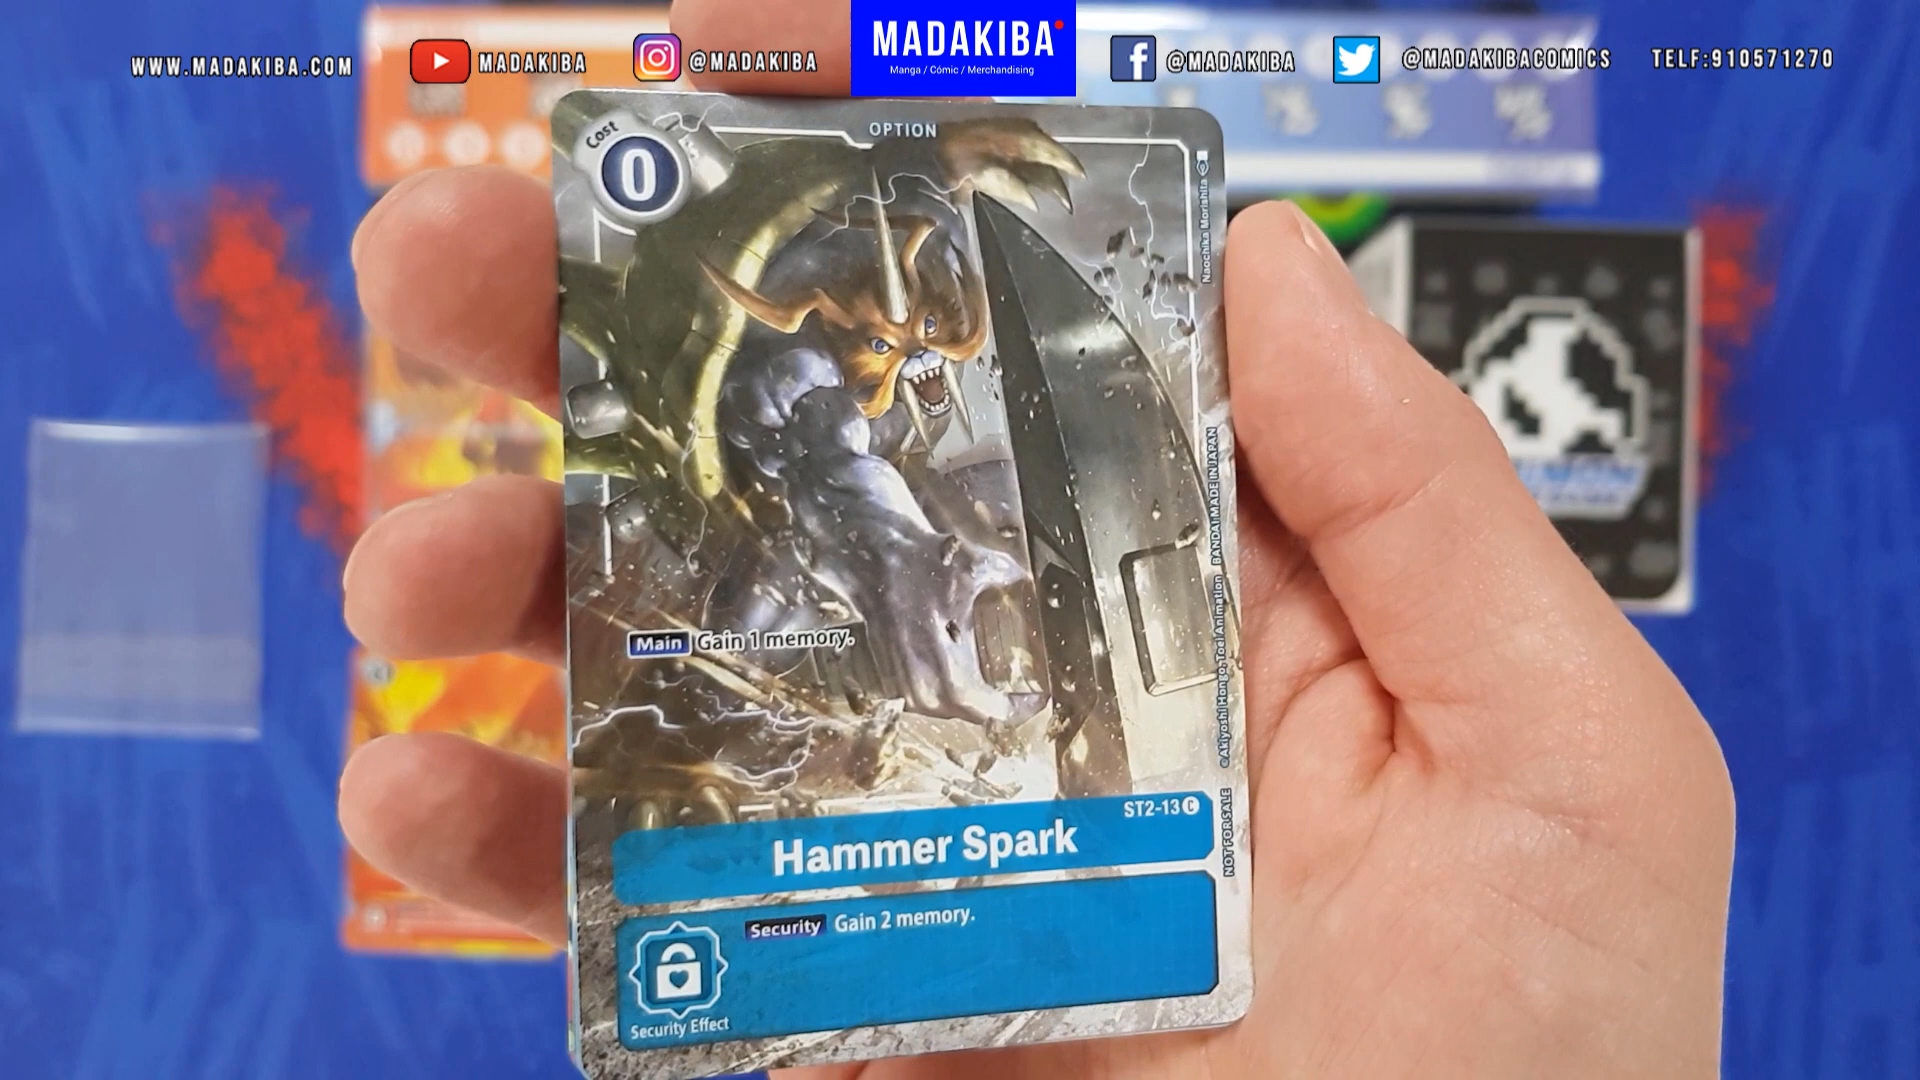 WWW.MADAKIBA.COM
MADAKIBA
@MADAKIBA
MADAKIBA
Manga / Cómic / Merchandising
@MADAKIBA
@MADAKIBACOMICS
TELF:910571270
OPTION
Cost
0
Naochika Morishita
Main Gain 1 memory.
©Akiyoshi Hongo, Toei Animation BANDAI MADE IN JAPAN
NOT FOR SALE
ST2-13 C
Hammer Spark
Security Gain 2 memory.
Security Effect